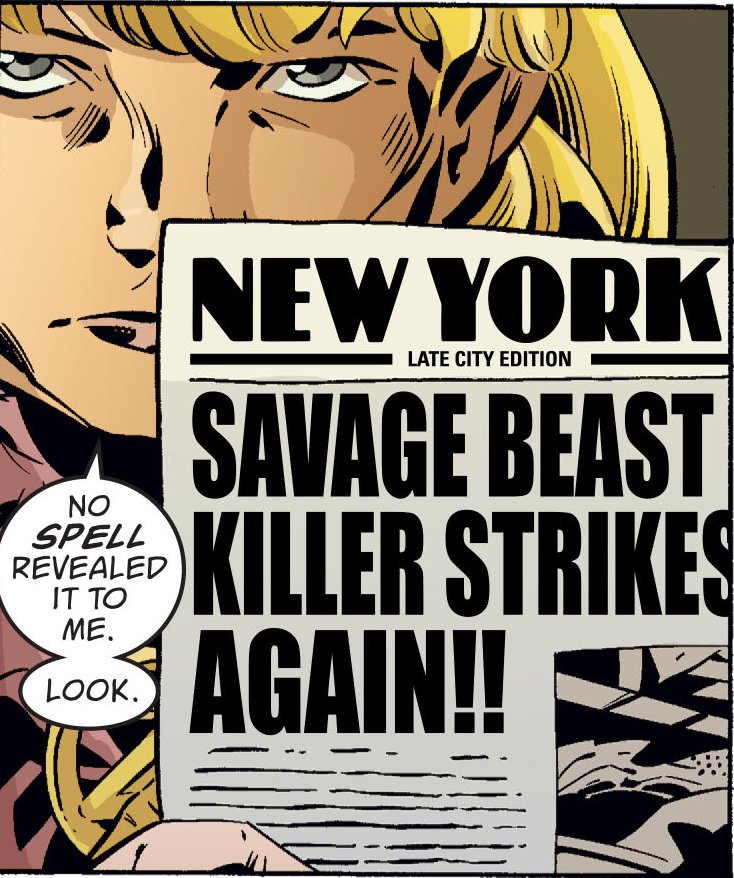 NEW YORK
LATE CITY EDITION
SAVAGE BEAST
KILLER STRIKES
AGAIN!!
NO
SPELL
REVEALED
IT TO
ME.
LOOK.